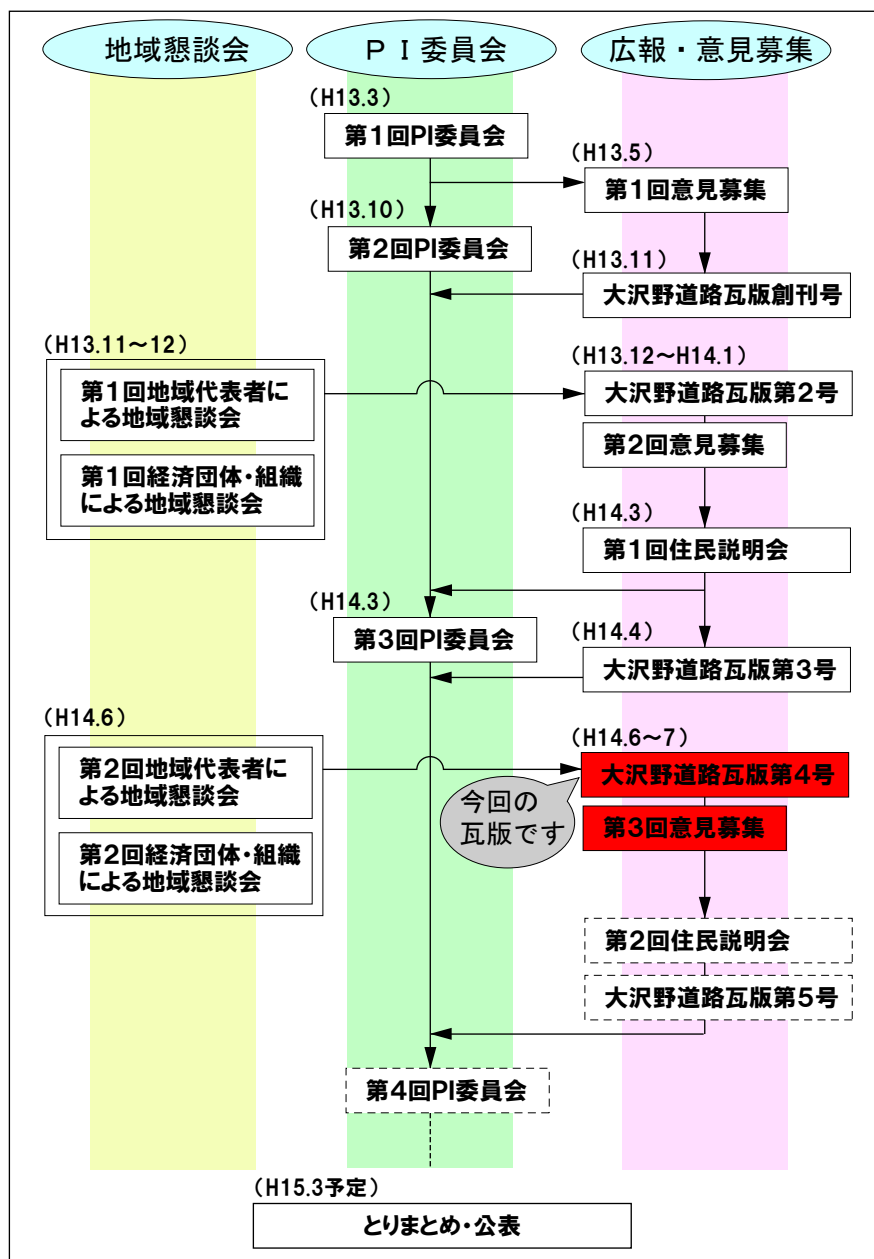 地域懇談会
ＰＩ委員会
広報・意見募集
（H13.3）
第1回PI委員会
（H13.5）
第1回意見募集
（H13.10）
第2回PI委員会
（H13.11）
大沢野道路瓦版創刊号
（H13.11～12）
第1回地域代表者に
よる地域懇談会
第1回経済団体・組織
による地域懇談会
（H13.12～H14.1）
大沢野道路瓦版第2号
第2回意見募集
（H14.3）
第1回住民説明会
（H14.3）
第3回PI委員会
（H14.4）
大沢野道路瓦版第3号
（H14.6）
第2回地域代表者に
よる地域懇談会
第2回経済団体・組織
による地域懇談会
（H14.6～7）
大沢野道路瓦版第4号
今回の
瓦版です
第3回意見募集
第2回住民説明会
大沢野道路瓦版第5号
第4回PI委員会
（H15.3予定）
とりまとめ・公表